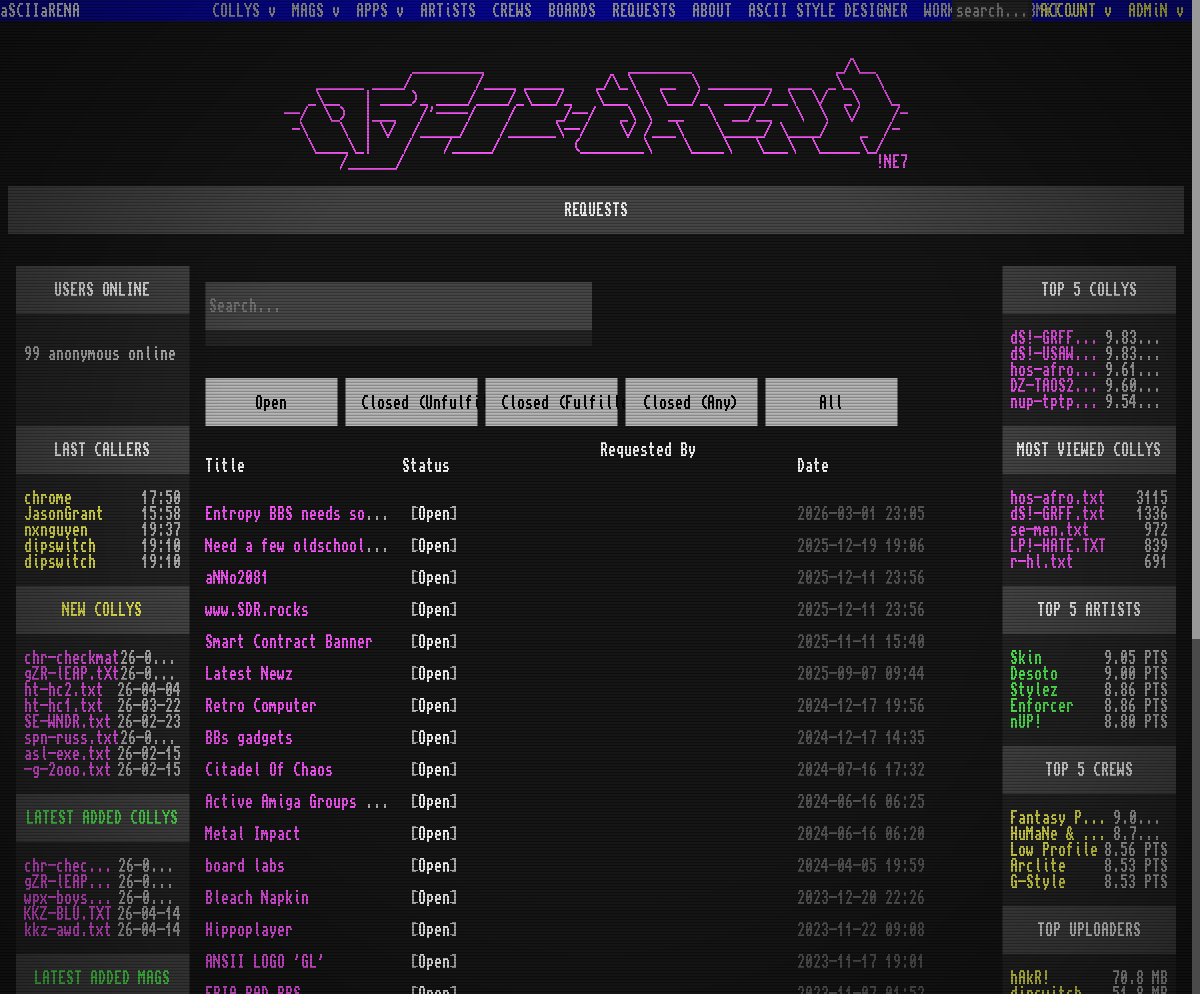 aSCIIaRENA COLLYS v MAGS v APPS v ARTiSTS CREWS BOARDS REQUESTS ABOUT ASCII STYLE DESIGNER search... ACCOUNT v ADMiN v
!NE7
REQUESTS
USERS ONLINE
99 anonymous online
LAST CALLERS
chrome 17:50
JasonGrant 15:58
nxnguyen 19:37
dipswitch 19:10
dipswitch 19:10
NEW COLLYS
chr-checkmat26-0...
gZR-lEAP.tXt26-0...
ht-hc2.txt 26-04-04
ht-hc1.txt 26-03-22
SE-WNDR.txt 26-02-23
spn-russ.txt26-0...
asl-exe.txt 26-02-15
-g-2ooo.txt 26-02-15
LATEST ADDED COLLYS
chr-chec... 26-0...
gZR-lEAP... 26-0...
wpx-boys... 26-0...
KKZ-BLU.TXT 26-04-14
kkz-awd.txt 26-04-14
LATEST ADDED MAGS
Search...
Open
Closed (Unfulfi
Closed (Fulfill
Closed (Any)
All
Title Status Requested By Date
Entropy BBS needs so... [Open] 2026-03-01 23:05
Need a few oldschool... [Open] 2025-12-19 19:06
aNNo2081 [Open] 2025-12-11 23:56
www.SDR.rocks [Open] 2025-12-11 23:56
Smart Contract Banner [Open] 2025-11-11 15:40
Latest Newz [Open] 2025-09-07 09:44
Retro Computer [Open] 2024-12-17 19:56
BBs gadgets [Open] 2024-12-17 14:35
Citadel Of Chaos [Open] 2024-07-16 17:32
Active Amiga Groups ... [Open] 2024-06-16 06:25
Metal Impact [Open] 2024-06-16 06:20
board labs [Open] 2024-04-05 19:59
Bleach Napkin [Open] 2023-12-20 22:26
Hippoplayer [Open] 2023-11-22 09:08
ANSII LOGO 'GL' [Open] 2023-11-17 19:01
TOP 5 COLLYS
dS!-GRFF... 9.83...
dS!-USAW... 9.83...
hos-afro... 9.61...
DZ-TAOS2... 9.60...
nup-tptp... 9.54...
MOST VIEWED COLLYS
hos-afro.txt 3115
dS!-GRFF.txt 1336
se-men.txt 972
LP!-HATE.TXT 839
r-hl.txt 691
TOP 5 ARTISTS
Skin 9.05 PTS
Desoto 9.00 PTS
Stylez 8.86 PTS
Enforcer 8.86 PTS
nUP! 8.80 PTS
TOP 5 CREWS
Fantasy P... 9.0...
HuMaNe & ... 8.7...
Low Profile 8.56 PTS
Arclite 8.53 PTS
G-Style 8.53 PTS
TOP UPLOADERS
hAkR! 70.8 MB